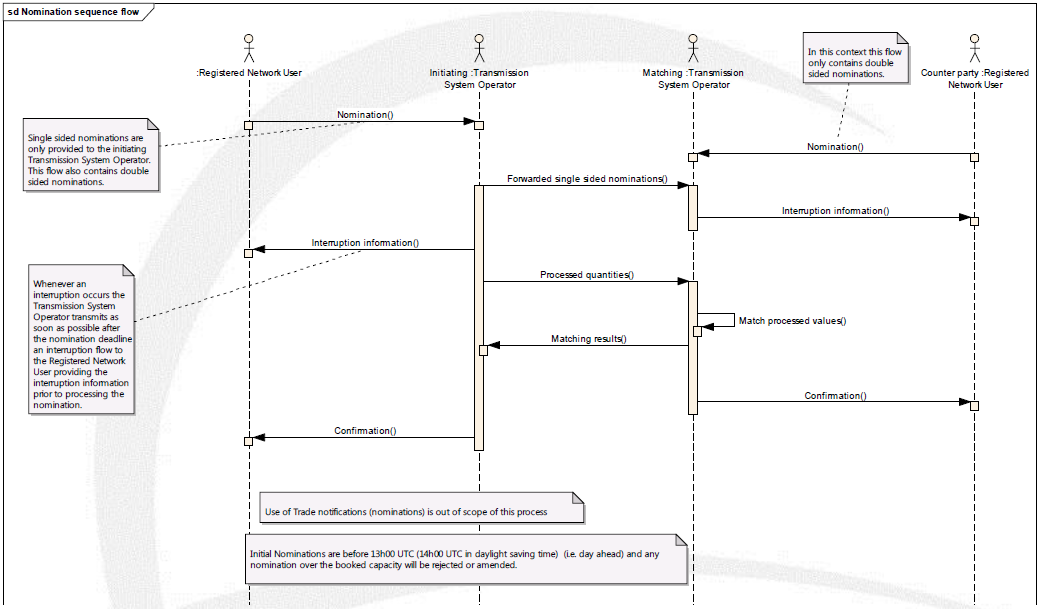 sd Nomination sequence flow
:Registered Network User
Initiating :Transmission
System Operator
Matching :Transmission
System Operator
In this context this flow
only contains double
sided nominations.
Counter party :Registered
Network User
Nomination()
Single sided nominations are
only provided to the initiating
Transmission System Operator.
This flow also contains double
sided nominations.
Nomination()
Forwarded single sided nominations()
Interruption information()
Interruption information()
Whenever an
interruption occurs the
Transmission System
Operator transmits as
soon as possible after
the nomination deadline
an interruption flow to
the Registered Network
User providing the
interruption information
prior to processing the
nomination.
Processed quantities()
Match processed values()
Matching results()
Confirmation()
Confirmation()
Use of Trade notifications (nominations) is out of scope of this process
Initial Nominations are before 13h00 UTC (14h00 UTC in daylight saving time) (i.e. day ahead) and any
nomination over the booked capacity will be rejected or amended.